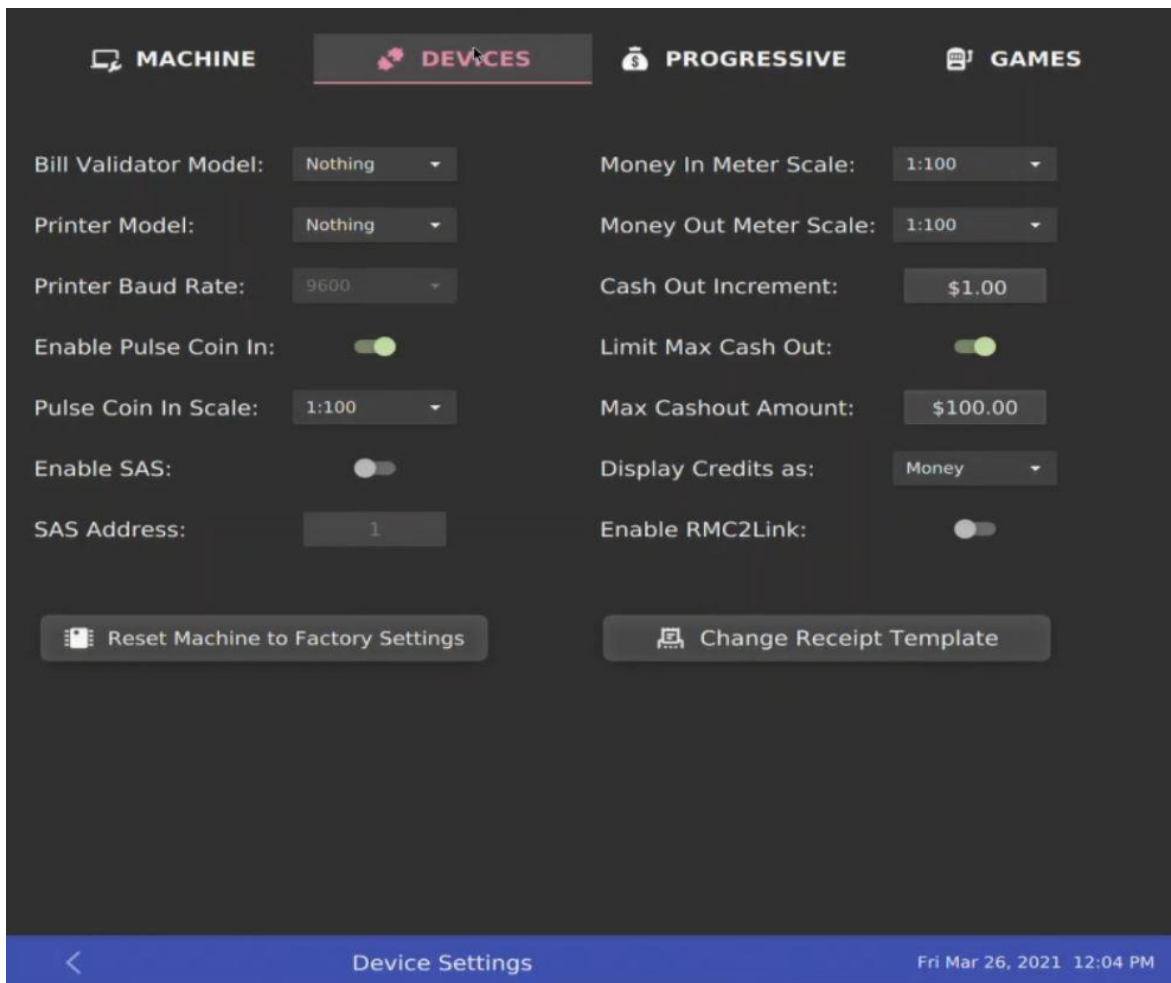 MACHINE DEVICES PROGRESSIVE GAMES
Bill Validator Model: Nothing
Money In Meter Scale: 1:100
Printer Model: Nothing
Money Out Meter Scale: 1:100
Printer Baud Rate: 9600
Cash Out Increment: $1.00
Enable Pulse Coin In:
Limit Max Cash Out:
Pulse Coin In Scale: 1:100
Max Cashout Amount: $100.00
Enable SAS:
Display Credits as: Money
SAS Address: 1
Enable RMC2Link:
Reset Machine to Factory Settings
Change Receipt Template
Device Settings
Fri Mar 26, 2021 12:04 PM